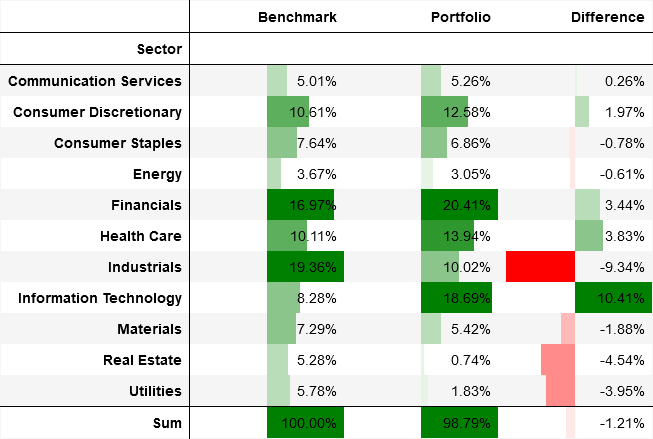 Benchmark Portfolio Difference
Sector
Communication Services 5.01% 5.26% 0.26%
Consumer Discretionary 10.61% 12.58% 1.97%
Consumer Staples 7.64% 6.86% -0.78%
Energy 3.67% 3.05% -0.61%
Financials 16.97% 20.41% 3.44%
Health Care 10.11% 13.94% 3.83%
Industrials 19.36% 10.02% -9.34%
Information Technology 8.28% 18.69% 10.41%
Materials 7.29% 5.42% -1.88%
Real Estate 5.28% 0.74% -4.54%
Utilities 5.78% 1.83% -3.95%
Sum 100.00% 98.79% -1.21%